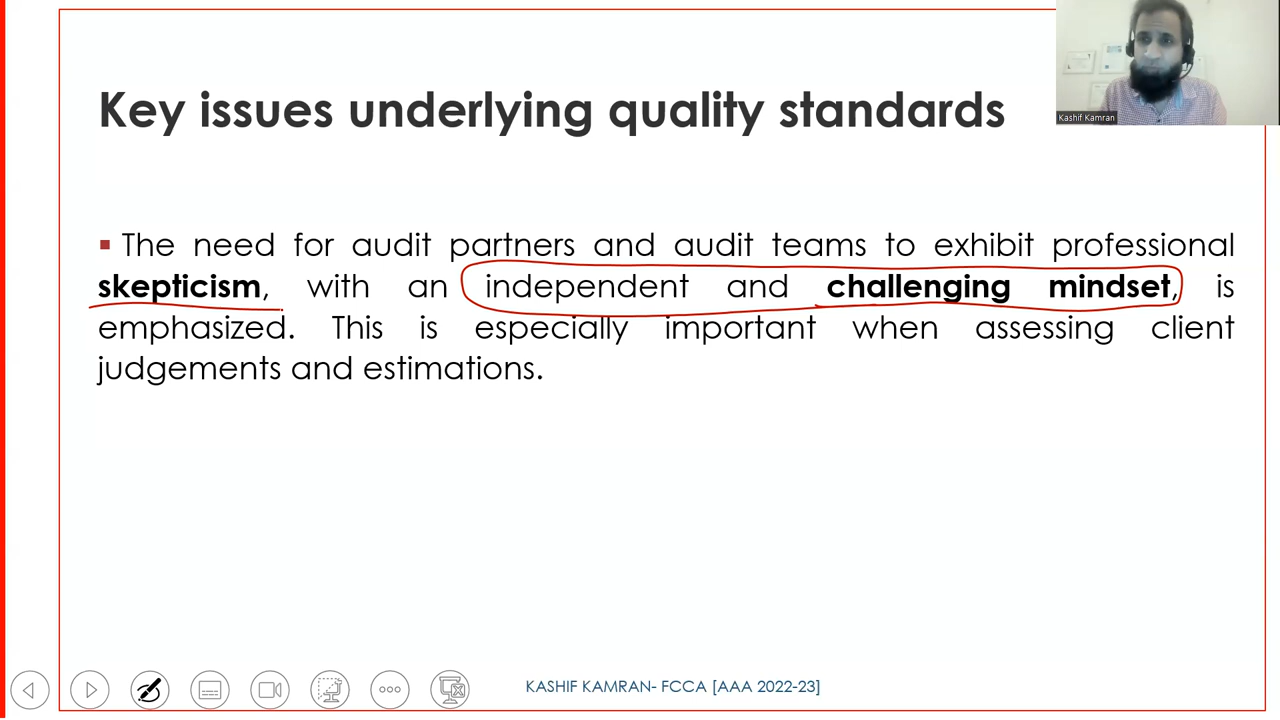 Key issues underlying quality standards
Kashif Kamran
▪ The need for audit partners and audit teams to exhibit professional
skepticism, with an independent and challenging mindset, is
emphasized. This is especially important when assessing client
judgements and estimations.
KASHIF KAMRAN- FCCA [AAA 2022-23]